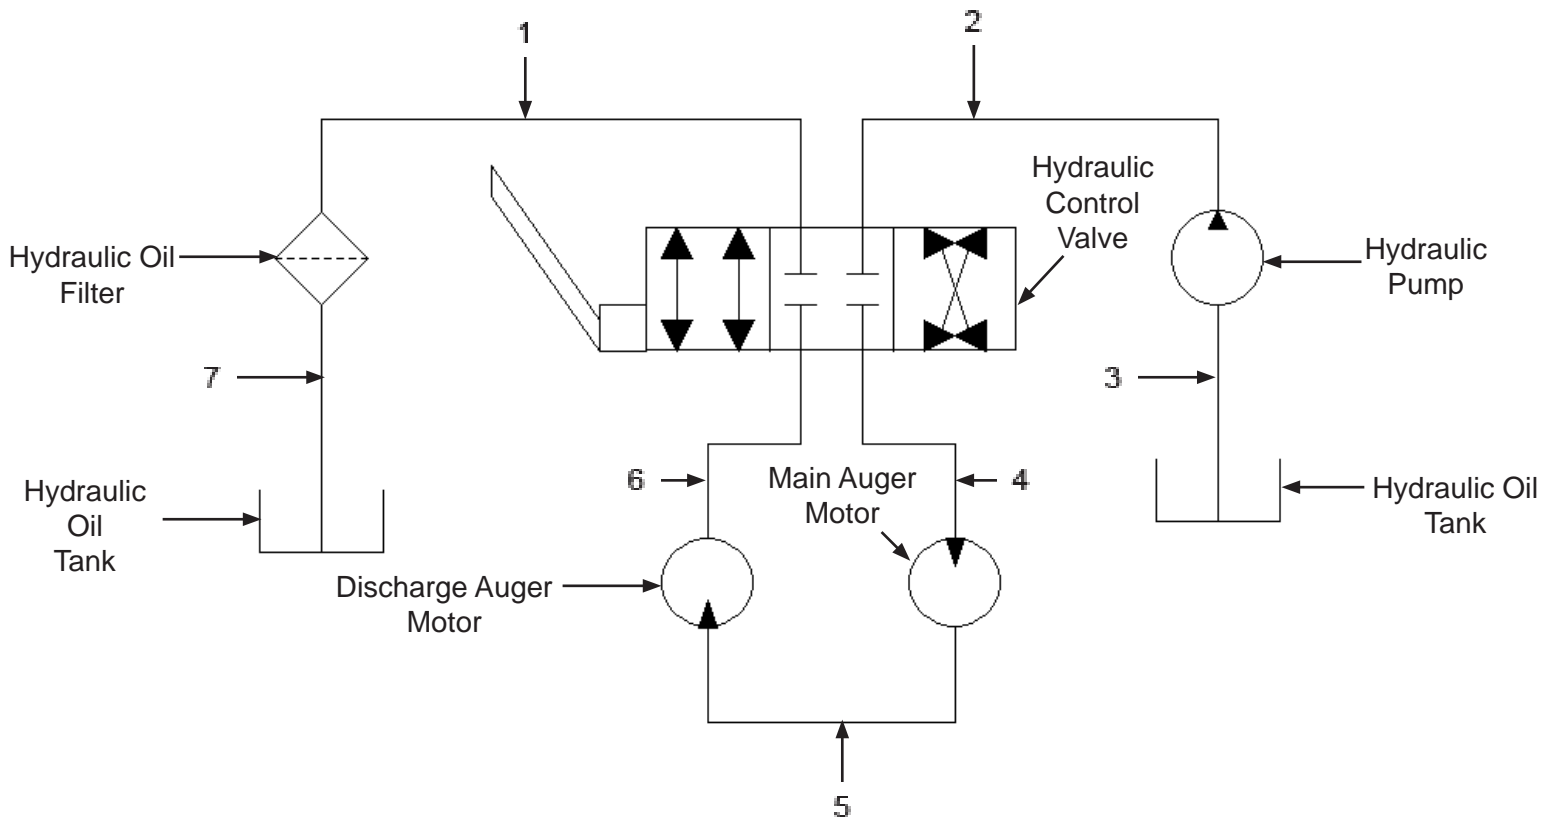 1
2
Hydraulic
Control
Valve
Hydraulic Oil
Filter
Hydraulic
Pump
7
3
6
Main Auger
Motor
4
Hydraulic
Oil
Tank
Hydraulic Oil
Tank
Discharge Auger
Motor
5